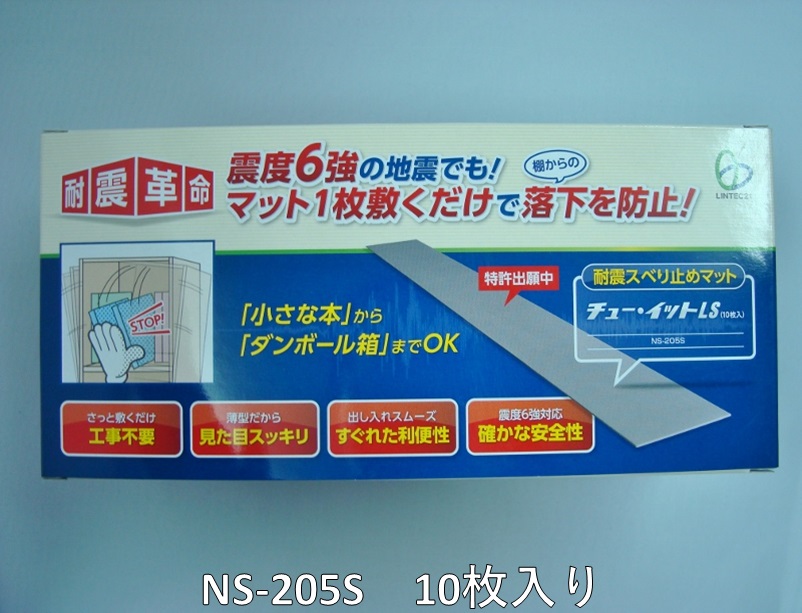 耐震革命
震度6強の地震でも!
棚からの
マット1枚敷くだけで落下を防止!
LINTEC21
特許出願中
耐震スベり止めマット
チュー・イットLS(10枚入)
NS-205S
STOP!
「小さな本」から
「ダンボール箱」までOK
さっと敷くだけ
工事不要
薄型だから
見た目スッキリ
出し入れスムーズ
すぐれた利便性
震度6強対応
確かな安全性
NS-205S 10枚入り